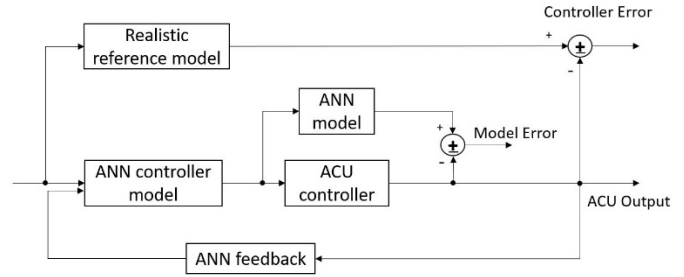 Controller Error
Realistic
reference model
+
±
-
ANN
model
+
±
Model Error
-
ANN controller
model
ACU
controller
ACU Output
ANN feedback